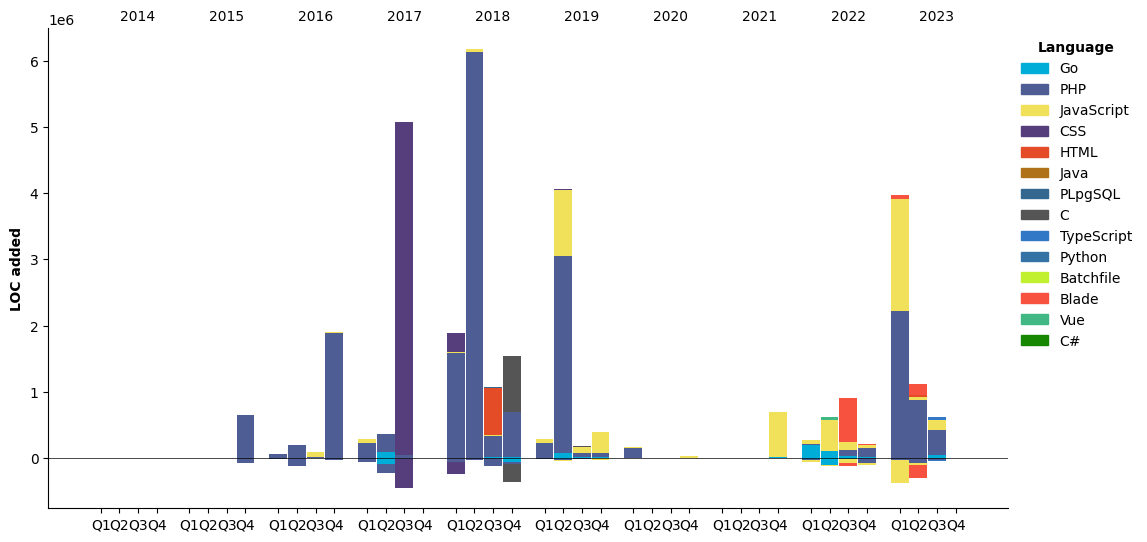 1e6
2014 2015 2016 2017 2018 2019 2020 2021 2022 2023
LOC added
6
5
4
3
2
1
0
Q1Q2Q3Q4 Q1Q2Q3Q4 Q1Q2Q3Q4 Q1Q2Q3Q4 Q1Q2Q3Q4 Q1Q2Q3Q4 Q1Q2Q3Q4 Q1Q2Q3Q4 Q1Q2Q3Q4 Q1Q2Q3Q4
Language
Go
PHP
JavaScript
CSS
HTML
Java
PLpgSQL
C
TypeScript
Python
Batchfile
Blade
Vue
C#